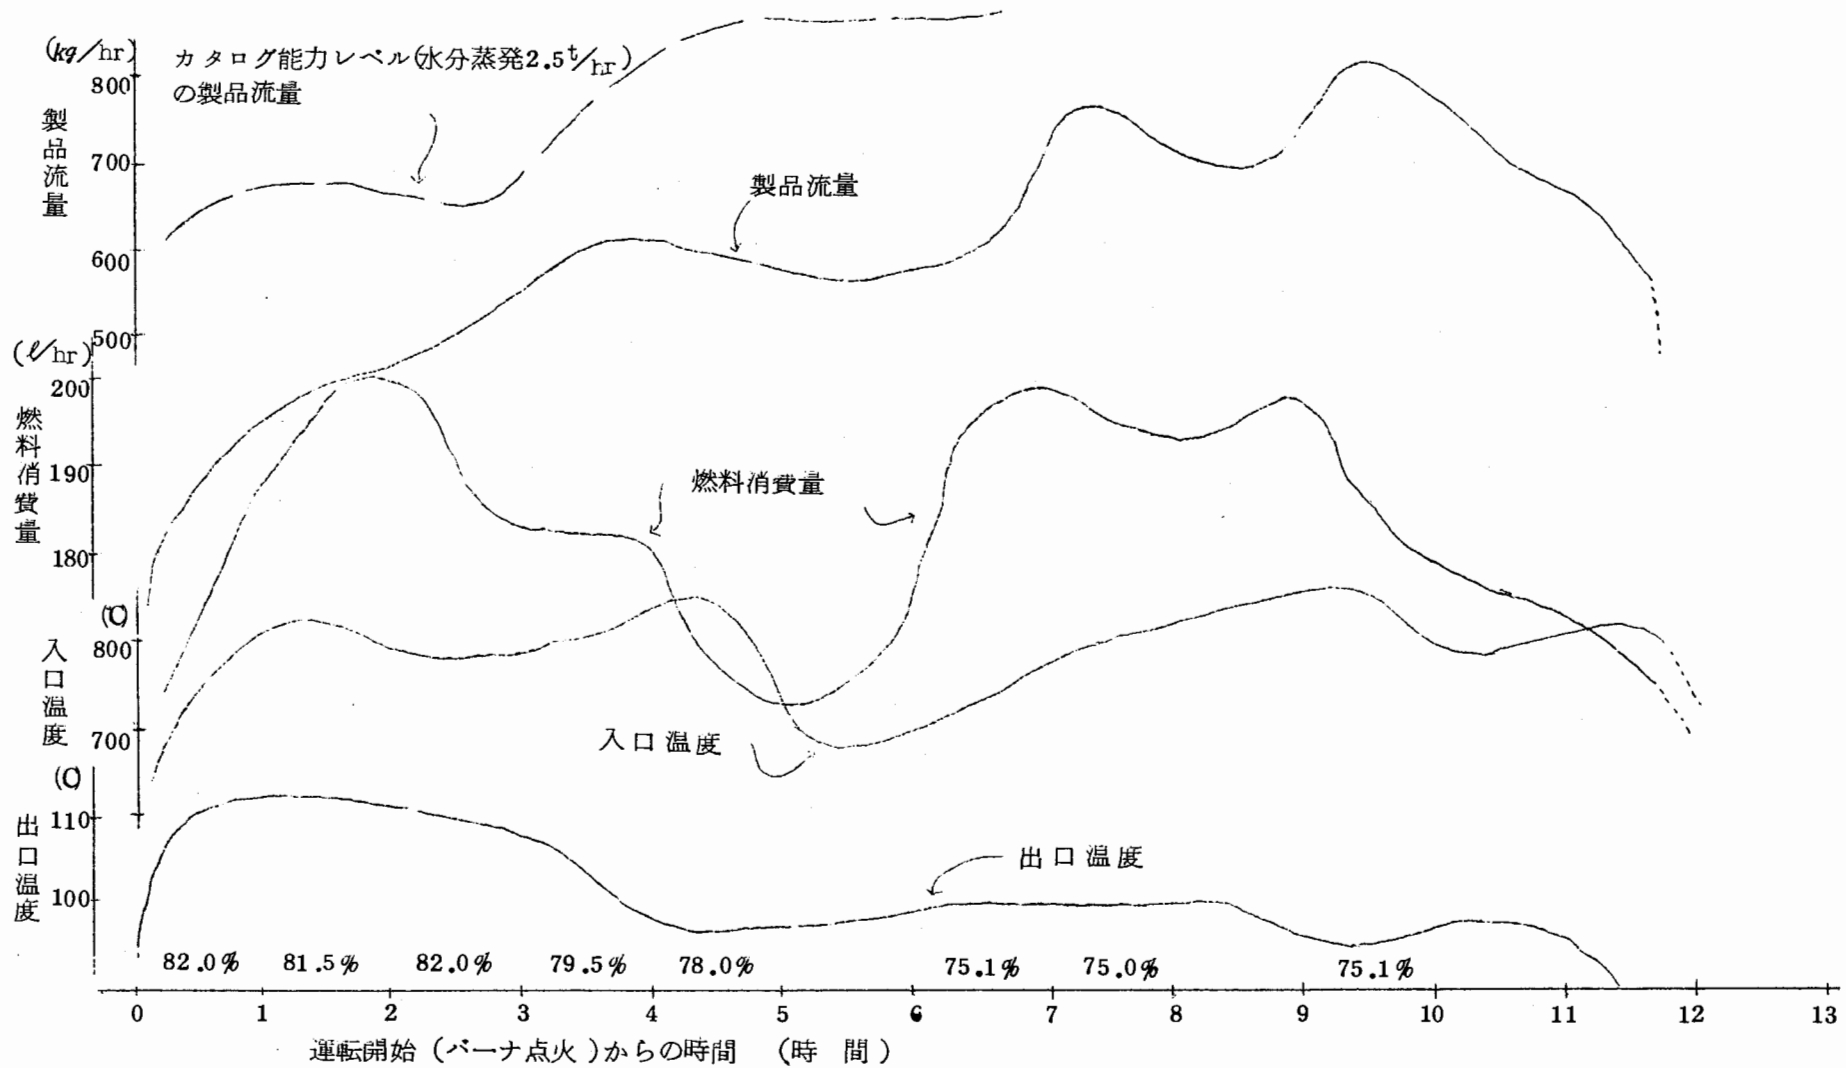 (kg/hr)
カタログ能力レベル(水分蒸発2.5t/hr)
の製品流量
800
700
600
500
製品流量
製品流量
(ℓ/hr)
200
190
180
燃料消費量
燃料消費量
(℃)
800
700
入口温度
入口温度
(℃)
110
100
出口温度
出口温度
82.0% 81.5% 82.0% 79.5% 78.0% 75.1% 75.0% 75.1%
0 1 2 3 4 5 6 7 8 9 10 11 12 13
運転開始(バーナ点火)からの時間 (時 間)